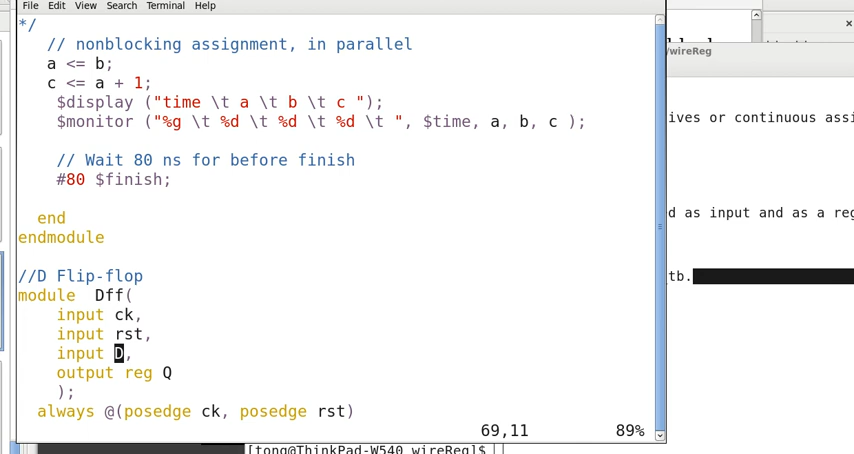 File Edit View Search Terminal Help
*/
// nonblocking assignment, in parallel
a <= b;
c <= a + 1;
$display ("time \t a \t b \t c ");
$monitor ("%g \t %d \t %d \t %d \t ", $time, a, b, c );
// Wait 80 ns for before finish
#80 $finish;
end
endmodule
//D Flip-flop
module Dff(
input ck,
input rst,
input D,
output reg Q
);
always @(posedge ck, posedge rst)
69,11 89%
/wireReg
ives or continuous assi
d as input and as a reg
tb.
[tong@ThinkPad-W540 wireReg]$